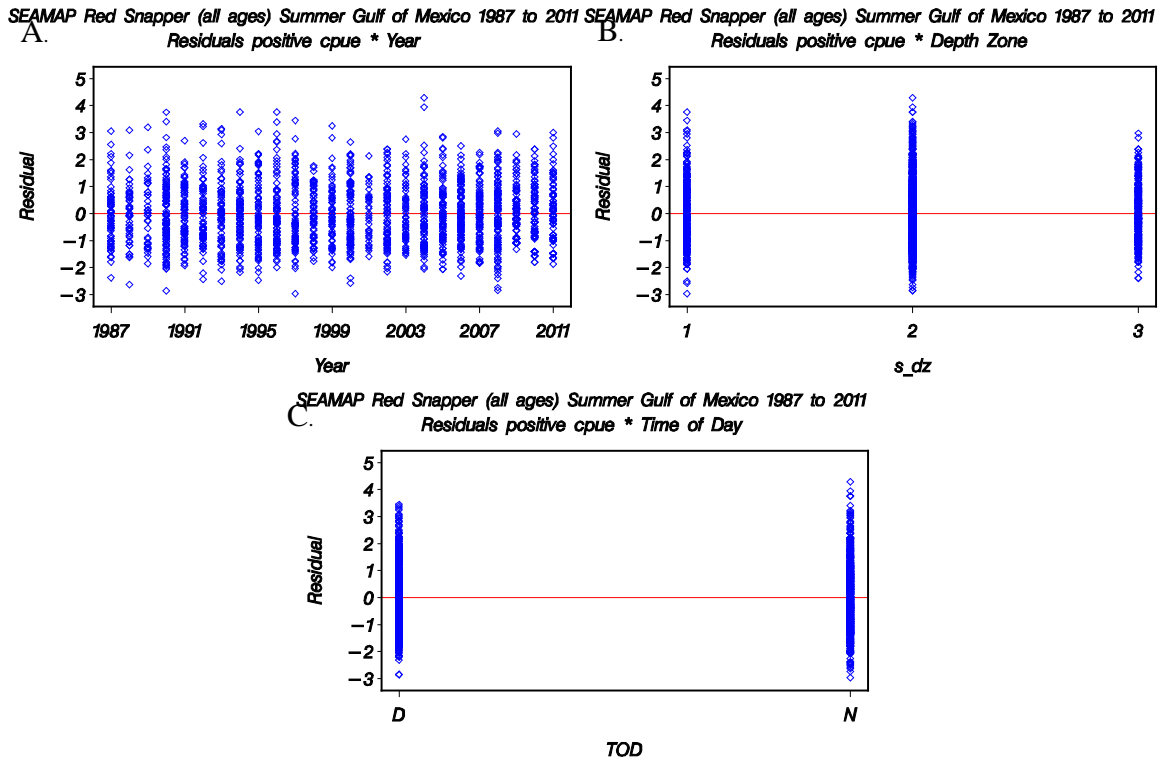 SEAMAP Red Snapper (all ages) Summer Gulf of Mexico 1987 to 2011
A.
Residuals positive cpue * Year
5
4
3
2
1
0
−1
−2
−3
Residual
1987 1991 1995 1999 2003 2007 2011
Year
SEAMAP Red Snapper (all ages) Summer Gulf of Mexico 1987 to 2011
B.
Residuals positive cpue * Depth Zone
5
4
3
2
1
0
−1
−2
−3
Residual
1 2 3
s_dz
SEAMAP Red Snapper (all ages) Summer Gulf of Mexico 1987 to 2011
C.
Residuals positive cpue * Time of Day
5
4
3
2
1
0
−1
−2
−3
Residual
D N
TOD